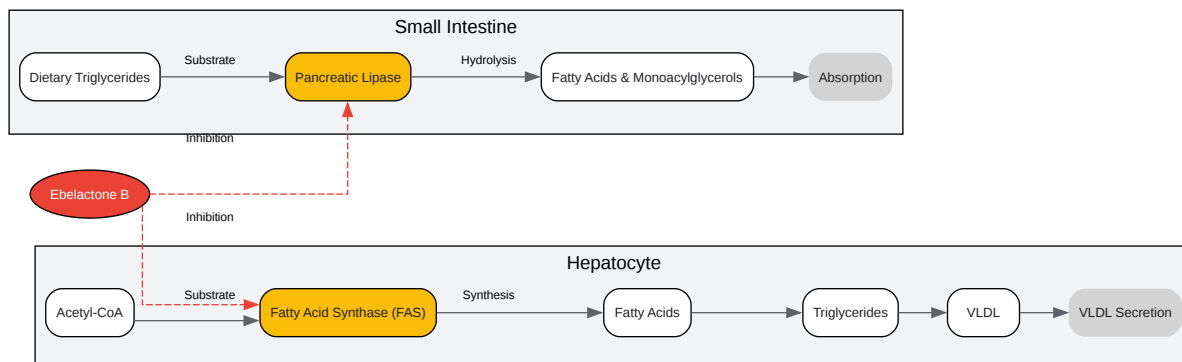 Small Intestine
Substrate
Hydrolysis
Dietary Triglycerides
Pancreatic Lipase
Fatty Acids & Monoacylglycerols
Absorption
Inhibition
Ebelactone B
Inhibition
Hepatocyte
Substrate
Synthesis
Acetyl-CoA
Fatty Acid Synthase (FAS)
Fatty Acids
Triglycerides
VLDL
VLDL Secretion